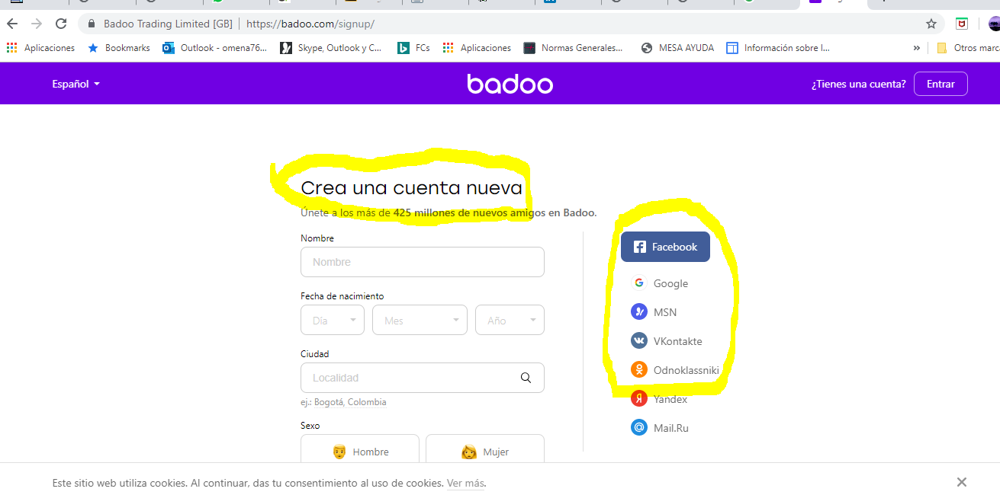 Badoo Trading Limited [GB] | https://badoo.com/signup/
Aplicaciones Bookmarks Outlook - omena76... Skype, Outlook y C... FCs Aplicaciones Normas Generales... MESA AYUDA Información sobre l... » Otros marc
Español badoo ¿Tienes una cuenta? Entrar
Crea una cuenta nueva
Únete a los más de 425 millones de nuevos amigos en Badoo.
Nombre
Nombre
Fecha de nacimiento
Día Mes Año
Ciudad
Localidad
ej.: Bogotá, Colombia
Sexo
Hombre Mujer
Facebook
Google
MSN
VKontakte
Odnoklassniki
Yandex
Mail.Ru
Este sitio web utiliza cookies. Al continuar, das tu consentimiento al uso de cookies. Ver más.